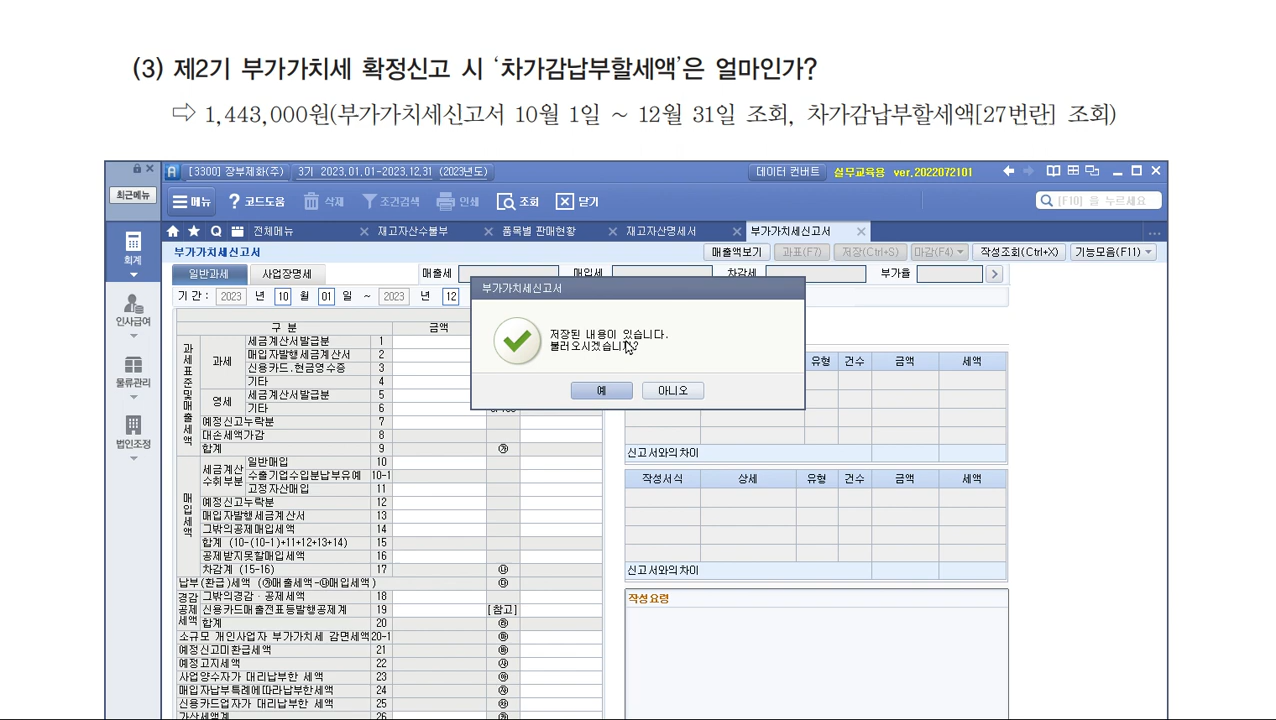 (3) 제2기 부가가치세 확정신고 시 ‘차가감납부할세액’은 얼마인가?
⇨ 1,443,000원(부가가치세신고서 10월 1일 ~ 12월 31일 조회, 차가감납부할세액[27번란] 조회)
[3300] 장부제화(주) 3기 2023.01.01-2023.12.31 (2023년도) 데이터 컨버트 실무교육용 ver.2022072101
최근메뉴 메뉴 ? 코드도움 삭제 조건검색 인쇄 조회 닫기 [F10] 을 누르세요
전체메뉴 재고자산수불부 품목별 판매현황 재고자산명세서 부가가치세신고서
부가가치세신고서 매출액보기 과표(F7) 저장(Ctrl+S) 마감(F4) 작성조회(Ctrl+X) 기능모음(F11)
회계
일반과세 사업장명세 매출세 매입세 차감세 부가율
기 간 : 2023 년 10 월 01 일 ~ 2023 년 12
부가가치세신고서
저장된 내용이 있습니다.
불러오시겠습니까?
예 아니오
인사급여
물류관리
법인조정
구 분 금액
과세표준및매출세액
과세 세금계산서발급분 1
매입자발행세금계산서 2
신용카드.현금영수증 3
기타 4
영세 세금계산서발급분 5
기타 6
예정신고누락분 7
대손세액가감 8
합계 9 ㉮
매입세액
세금계산수취부분 일반매입 10
수출기업수입분납부유예 10-1
고정자산매입 11
예정신고누락분 12
매입자발행세금계산서 13
그밖의공제매입세액 14
합계 (10-(10-1)+11+12+13+14) 15
공제받지못할매입세액 16
차감계 (15-16) 17 ㉯
납부(환급)세액 (㉮매출세액-㉯매입세액) ㉰
경감공제세액
그밖의경감·공제세액 18
신용카드매출전표등발행공제계 19 [참고]
합계 20
소규모 개인사업자 부가가치세 감면세액 20-1
예정신고미환급세액 21
예정고지세액 22
사업양수자가 대리납부한 세액 23
매입자납부특례에따라납부한세액 24
신용카드업자가 대리납부한 세액 25
가산세액계 26
유형 건수 금액 세액
신고서와의차이
작성서식 상세 유형 건수 금액 세액
신고서와의차이
작성요령